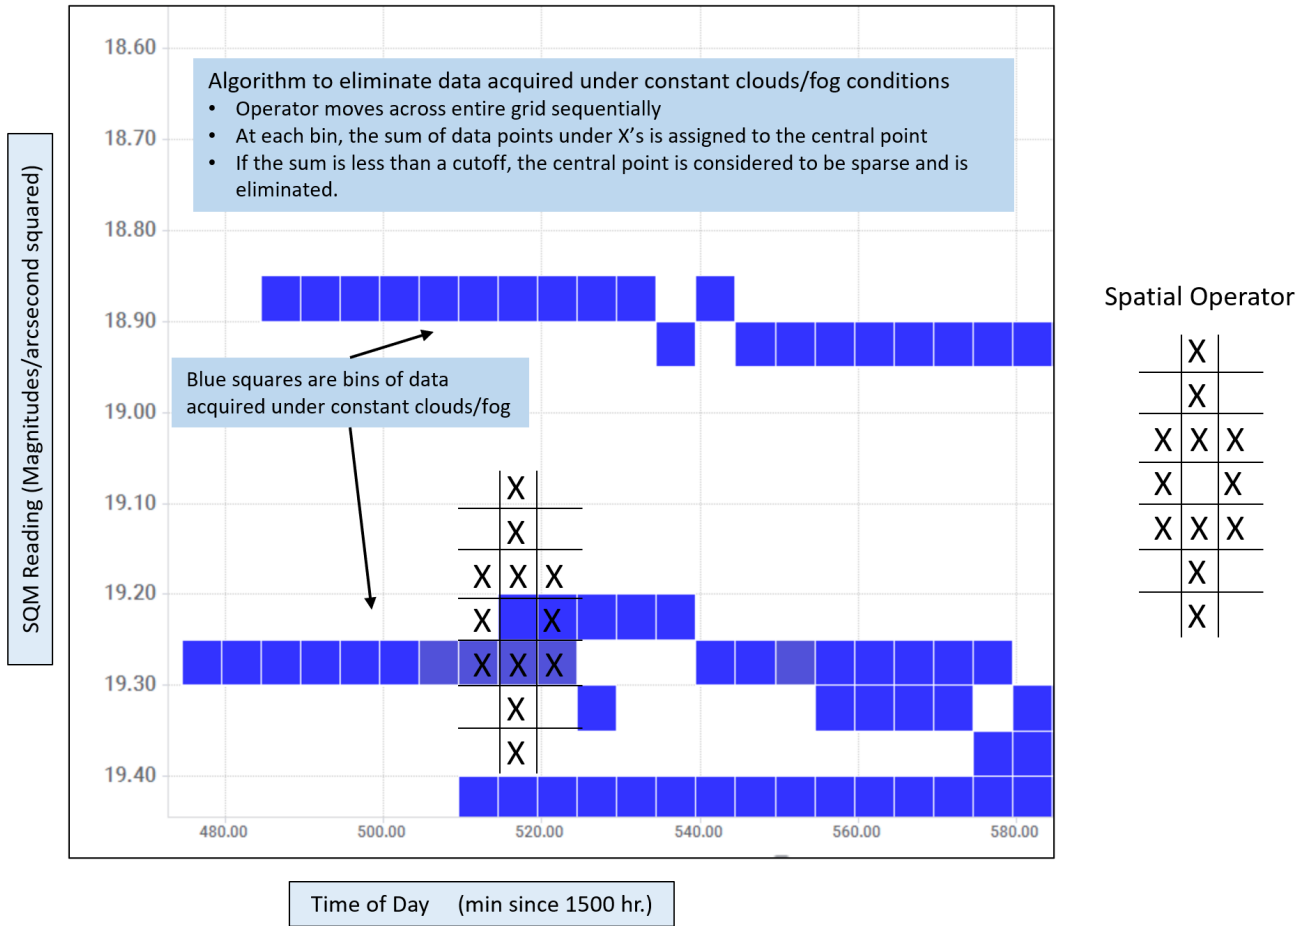 18.60
Algorithm to eliminate data acquired under constant clouds/fog conditions
• Operator moves across entire grid sequentially
• At each bin, the sum of data points under X's is assigned to the central point
• If the sum is less than a cutoff, the central point is considered to be sparse and is
eliminated.
18.70
18.80
18.90
19.00
19.10
19.20
19.30
19.40
SQM Reading (Magnitudes/arcsecond squared)
Blue squares are bins of data
acquired under constant clouds/fog
X
X
X X X
X X
X X X
X
X
480.00 500.00 520.00 540.00 560.00 580.00
Time of Day (min since 1500 hr.)
Spatial Operator
X
X
X X X
X X
X X X
X
X